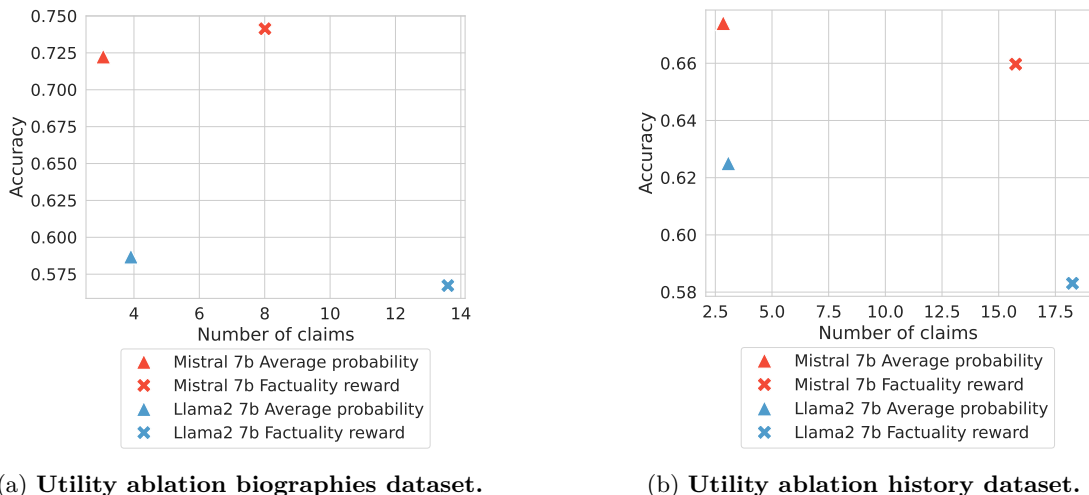 0.750
0.725
0.700
0.675
0.650
0.625
0.600
0.575
Accuracy
4 6 8 10 12 14
Number of claims
Mistral 7b Average probability
Mistral 7b Factuality reward
Llama2 7b Average probability
Llama2 7b Factuality reward
a) Utility ablation biographies dataset.
0.66
0.64
0.62
0.60
0.58
Accuracy
2.5 5.0 7.5 10.0 12.5 15.0 17.5
Number of claims
Mistral 7b Average probability
Mistral 7b Factuality reward
Llama2 7b Average probability
Llama2 7b Factuality reward
(b) Utility ablation history dataset.